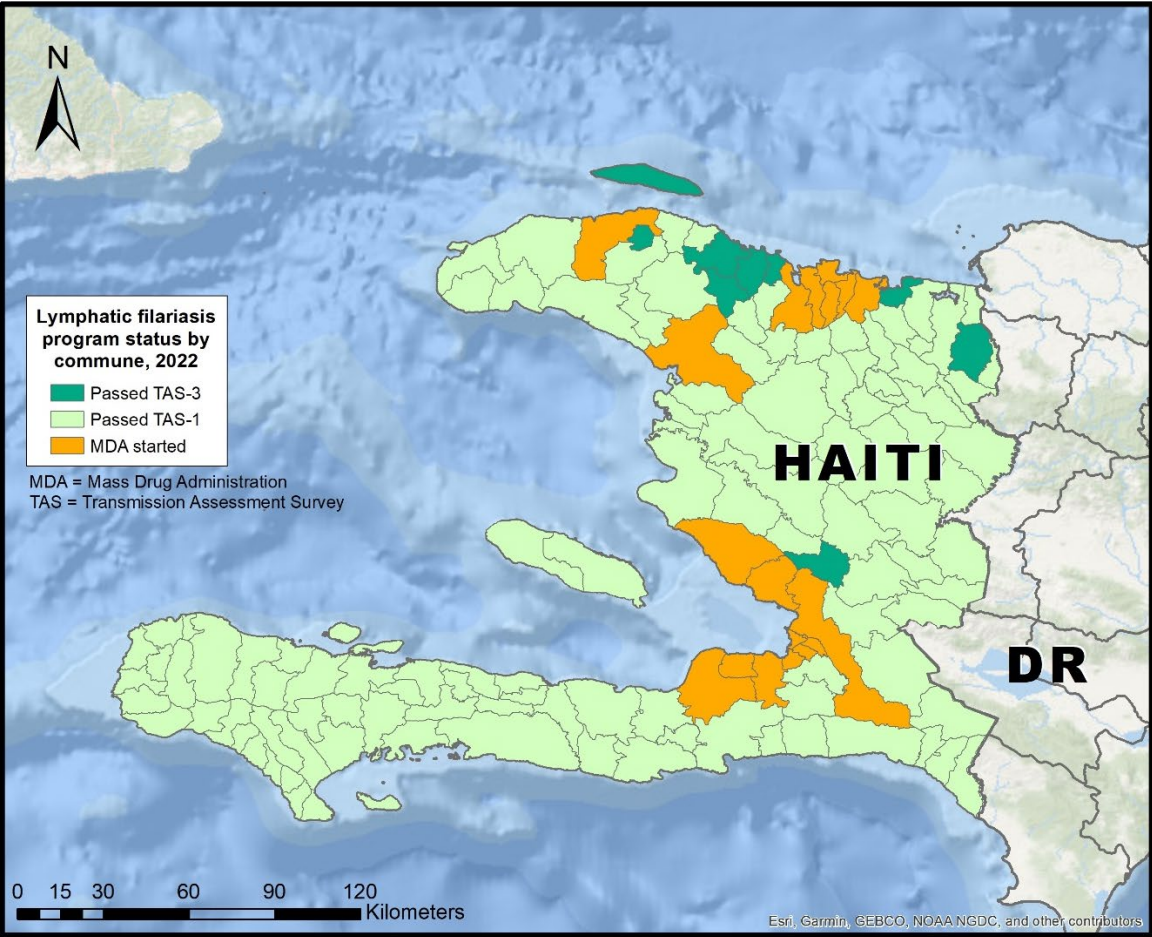 N
Lymphatic filariasis
program status by
commune, 2022
Passed TAS-3
Passed TAS-1
MDA started
MDA = Mass Drug Administration
TAS = Transmission Assessment Survey
HAITI
DR
0 15 30 60 90 120
Kilometers
Esri, Garmin, GEBCO, NOAA NGDC, and other contributors